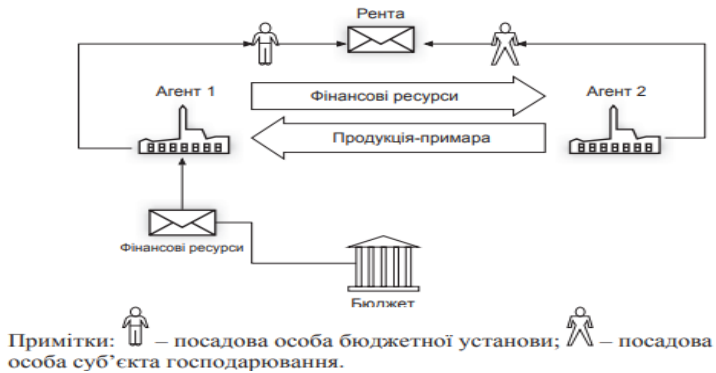 Рента
Агент 1
Агент 2
Фінансові ресурси
Продукція-примара
Фінансові ресурси
Бюджет
Примітки: – посадова особа бюджетної установи; – посадова
особа суб’єкта господарювання.